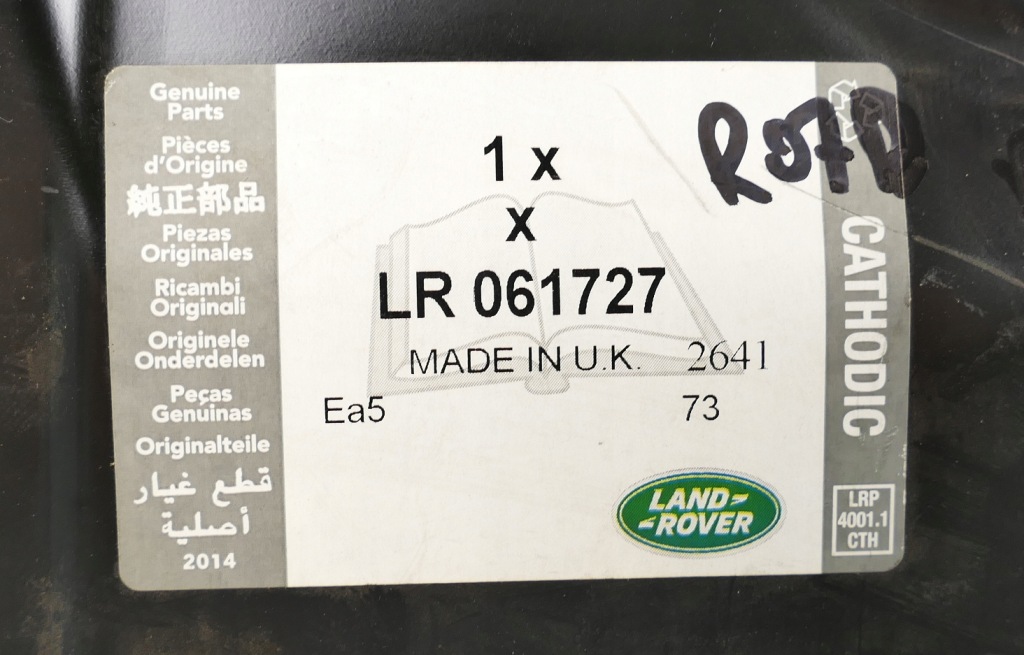 Genuine
Parts
Pièces
d'Origine
純正部品
Piezas
Originales
Ricambi
Originali
Originele
Onderdelen
Peças
Genuinas
Originalteile
قطع غيار
أصلية
2014
1 x
x
LR 061727
MADE IN U.K. 2641
Ea5 73
LAND-
-ROVER
CATHODIC
LRP
4001.1
CTH